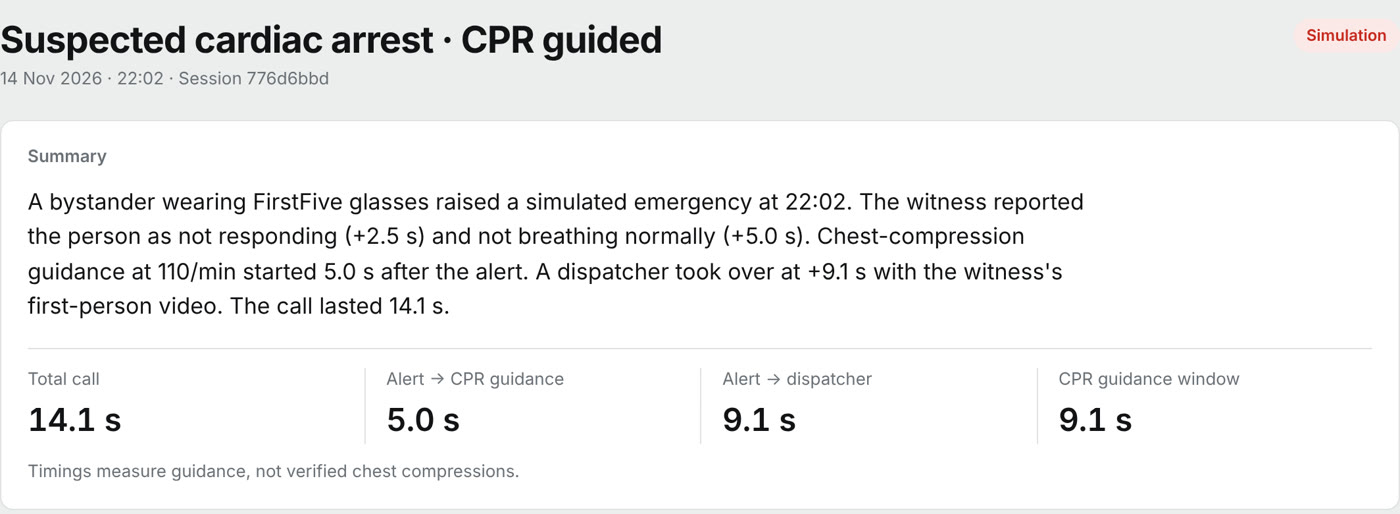 Suspected cardiac arrest · CPR guided
Simulation
14 Nov 2026 · 22:02 · Session 776d6bbd
Summary
A bystander wearing FirstFive glasses raised a simulated emergency at 22:02. The witness reported
the person as not responding (+2.5 s) and not breathing normally (+5.0 s). Chest-compression
guidance at 110/min started 5.0 s after the alert. A dispatcher took over at +9.1 s with the witness's
first-person video. The call lasted 14.1 s.
Total call
14.1 s
Alert → CPR guidance
5.0 s
Alert → dispatcher
9.1 s
CPR guidance window
9.1 s
Timings measure guidance, not verified chest compressions.